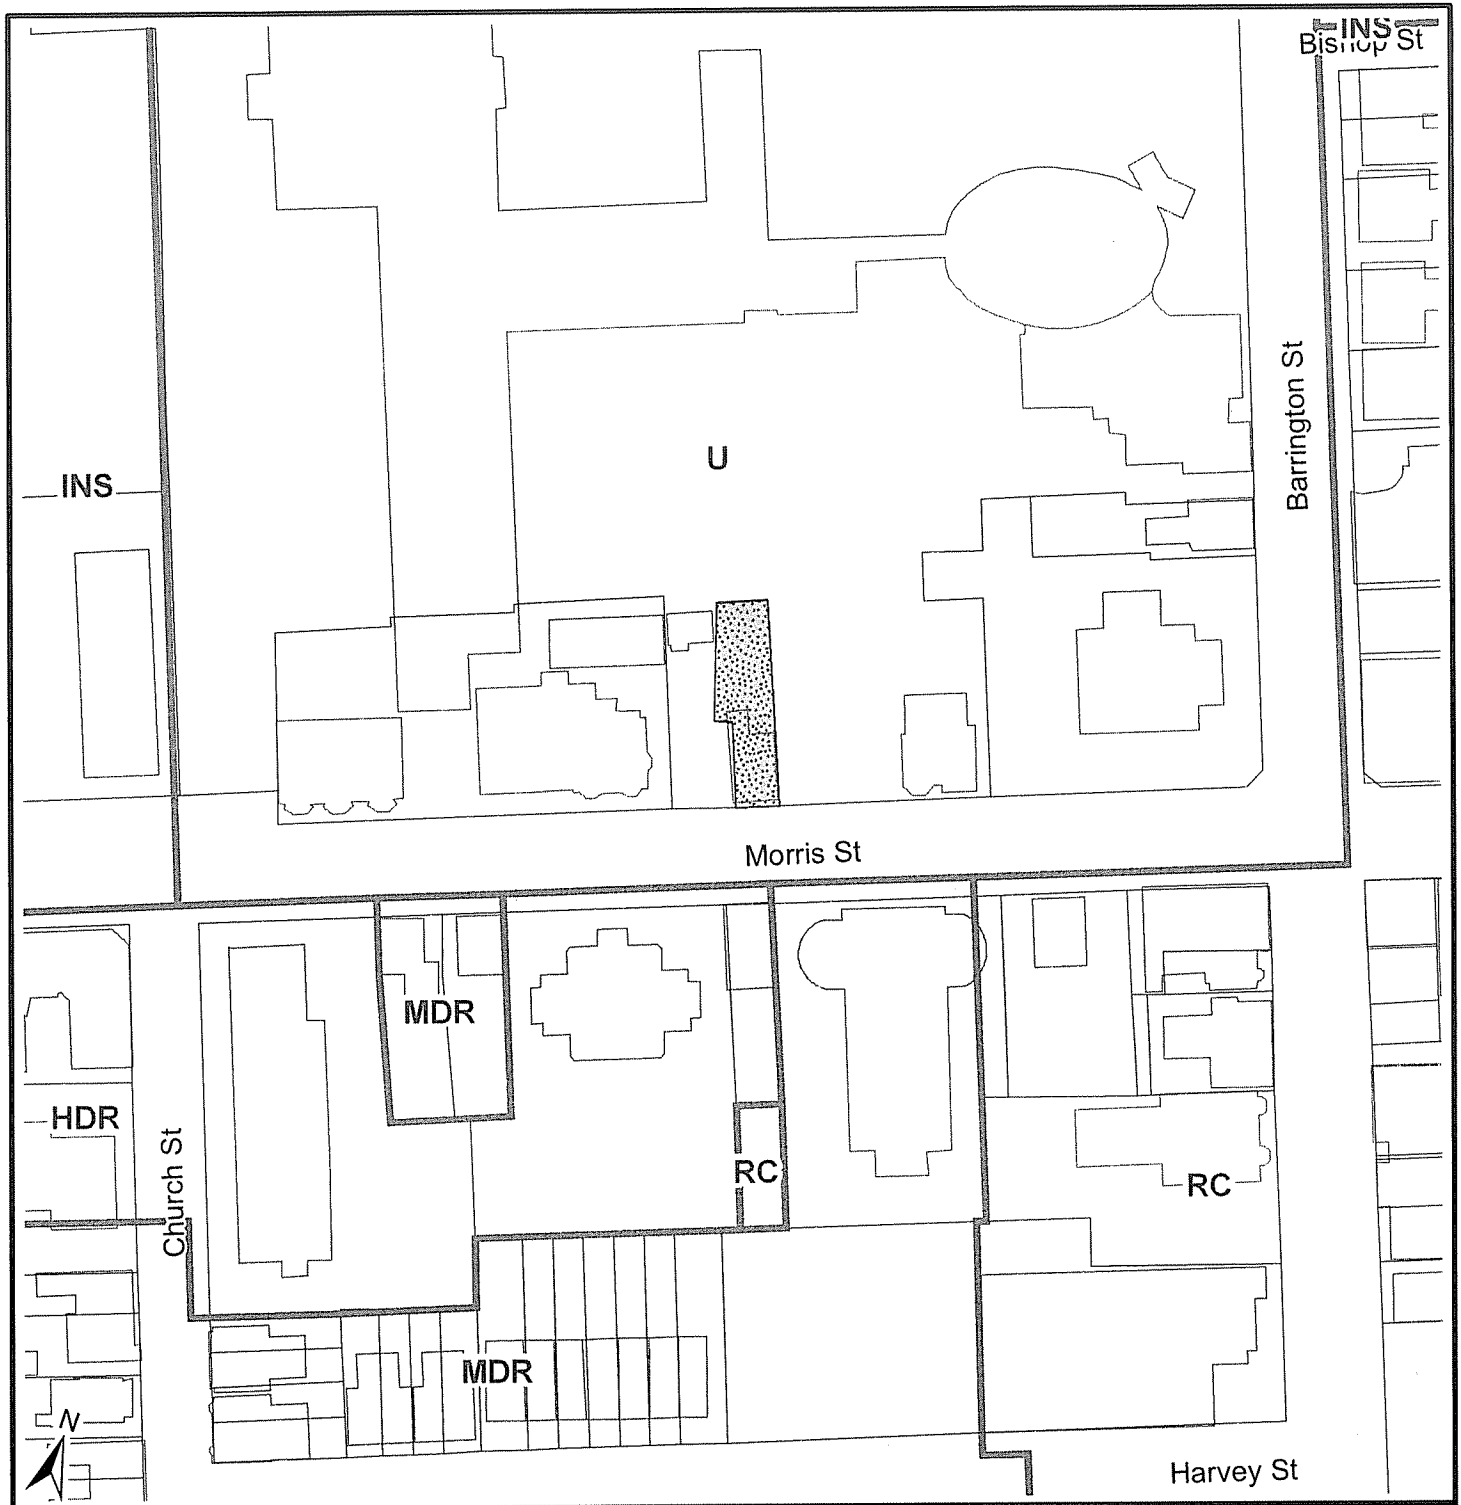 INS
Bishop St
Barrington St
U
INS
Morris St
MDR
HDR
Church St
RC
RC
MDR
N
Harvey St